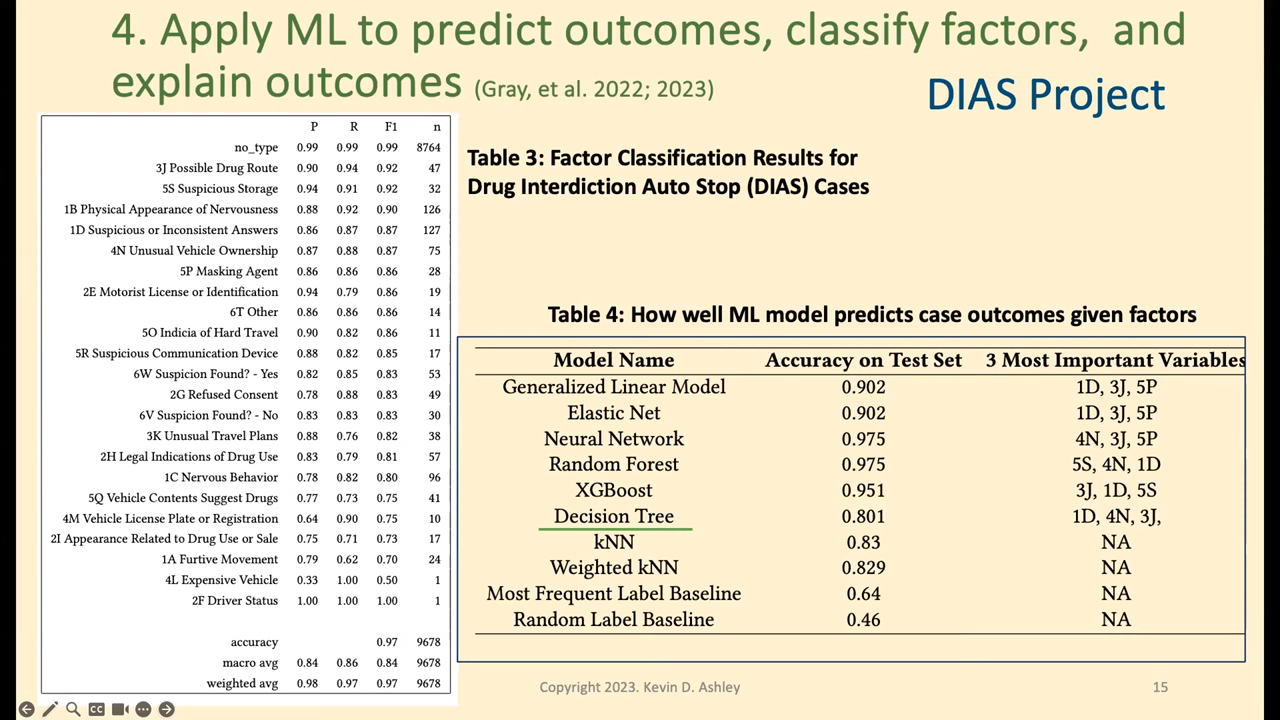 4. Apply ML to predict outcomes, classify factors, and
explain outcomes (Gray, et al. 2022; 2023)
DIAS Project
P R F1 n
no_type 0.99 0.99 0.99 8764
3J Possible Drug Route 0.90 0.94 0.92 47
5S Suspicious Storage 0.94 0.91 0.92 32
1B Physical Appearance of Nervousness 0.88 0.92 0.90 126
1D Suspicious or Inconsistent Answers 0.86 0.87 0.87 127
4N Unusual Vehicle Ownership 0.87 0.88 0.87 75
5P Masking Agent 0.86 0.86 0.86 28
2E Motorist License or Identification 0.94 0.79 0.86 19
6T Other 0.86 0.86 0.86 14
5O Indicia of Hard Travel 0.90 0.82 0.86 11
5R Suspicious Communication Device 0.88 0.82 0.85 17
6W Suspicion Found? - Yes 0.82 0.85 0.83 53
2G Refused Consent 0.78 0.88 0.83 49
6V Suspicion Found? - No 0.83 0.83 0.83 30
3K Unusual Travel Plans 0.88 0.76 0.82 38
2H Legal Indications of Drug Use 0.83 0.79 0.81 57
1C Nervous Behavior 0.78 0.82 0.80 96
5Q Vehicle Contents Suggest Drugs 0.77 0.73 0.75 41
4M Vehicle License Plate or Registration 0.64 0.90 0.75 10
2I Appearance Related to Drug Use or Sale 0.75 0.71 0.73 17
1A Furtive Movement 0.79 0.62 0.70 24
4L Expensive Vehicle 0.33 1.00 0.50 1
2F Driver Status 1.00 1.00 1.00 1
accuracy 0.97 9678
macro avg 0.84 0.86 0.84 9678
weighted avg 0.98 0.97 0.97 9678
Table 3: Factor Classification Results for
Drug Interdiction Auto Stop (DIAS) Cases
Table 4: How well ML model predicts case outcomes given factors
Model Name Accuracy on Test Set 3 Most Important Variables
Generalized Linear Model 0.902 1D, 3J, 5P
Elastic Net 0.902 1D, 3J, 5P
Neural Network 0.975 4N, 3J, 5P
Random Forest 0.975 5S, 4N, 1D
XGBoost 0.951 3J, 1D, 5S
Decision Tree 0.801 1D, 4N, 3J,
kNN 0.83 NA
Weighted kNN 0.829 NA
Most Frequent Label Baseline 0.64 NA
Random Label Baseline 0.46 NA
Copyright 2023. Kevin D. Ashley
15
CC